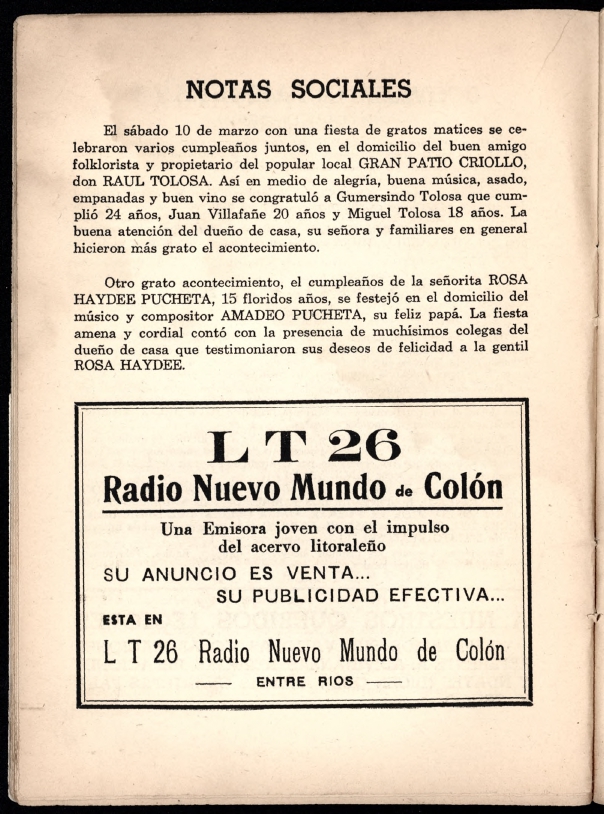 NOTAS SOCIALES
El sábado 10 de marzo con una fiesta de gratos matices se ce-
lebraron varios cumpleaños juntos, en el domicilio del buen amigo
folklorista y propietario del popular local GRAN PATIO CRIOLLO,
don RAUL TOLOSA. Así en medio de alegría, buena música, asado,
empanadas y buen vino se congratuló a Gumersindo Tolosa que cum-
plió 24 años, Juan Villafañe 20 años y Miguel Tolosa 18 años. La
buena atención del dueño de casa, su señora y familiares en general
hicieron más grato el acontecimiento.
Otro grato acontecimiento, el cumpleaños de la señorita ROSA
HAYDEE PUCHETA, 15 floridos años, se festejó en el domicilio del
músico y compositor AMADEO PUCHETA, su feliz papá. La fiesta
amena y cordial contó con la presencia de muchísimos colegas del
dueño de casa que testimoniaron sus deseos de felicidad a la gentil
ROSA HAYDEE.
L T 26
Radio Nuevo Mundo de Colón
Una Emisora joven con el impulso
del acervo litoraleño
SU ANUNCIO ES VENTA...
SU PUBLICIDAD EFECTIVA...
ESTA EN
L T 26 Radio Nuevo Mundo de Colón
ENTRE RIOS